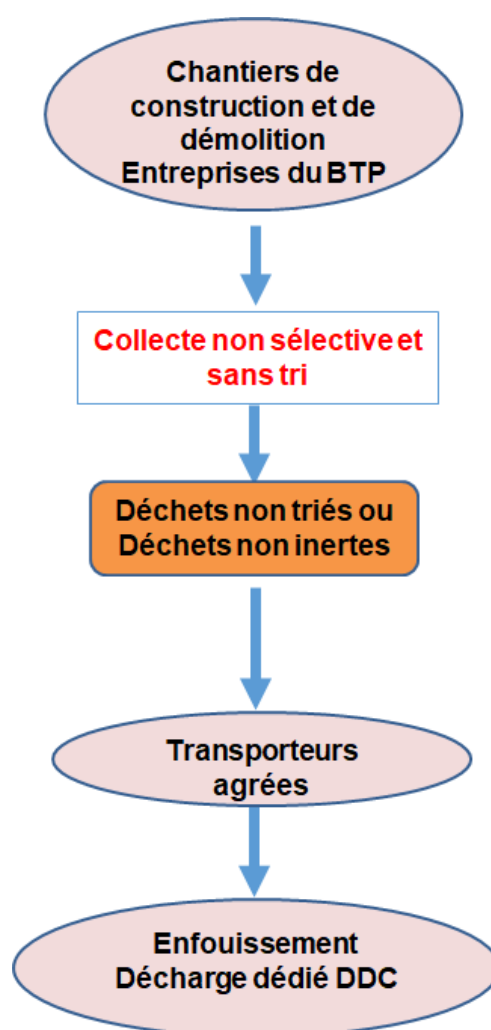 Chantiers de
construction et de
démolition
Entreprises du BTP
Collecte non sélective et
sans tri
Déchets non triés ou
Déchets non inertes
Transporteurs
agrées
Enfouissement
Décharge dédié DDC